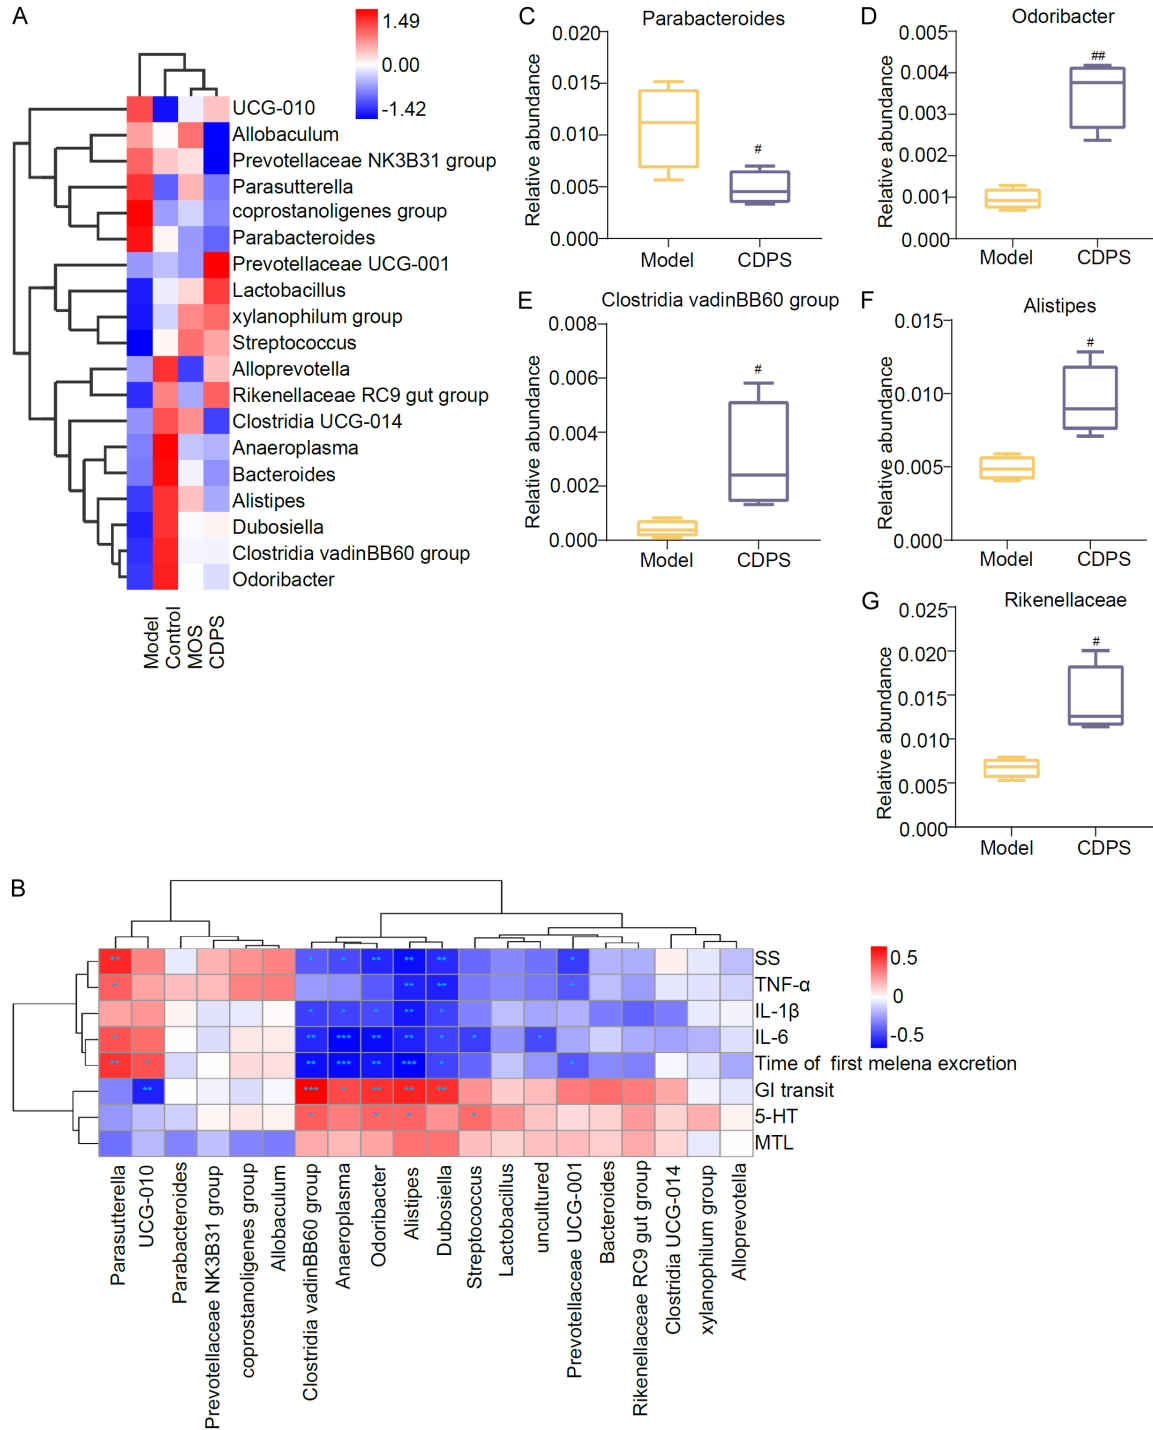 A
1.49
0.00
-1.42
UCG-010
Allobaculum
Prevotellaceae NK3B31 group
Parasutterella
coprostanoligenes group
Parabacteroides
Prevotellaceae UCG-001
Lactobacillus
xylanophilum group
Streptococcus
Alloprevotella
Rikenellaceae RC9 gut group
Clostridia UCG-014
Anaeroplasma
Bacteroides
Alistipes
Dubosiella
Clostridia vadinBB60 group
Odoribacter
Model
Control
MOS
CDPS
C
Parabacteroides
Relative abundance
0.020
0.015
0.010
0.005
0.000
#
Model
CDPS
D
Odoribacter
Relative abundance
0.005
0.004
0.003
0.002
0.001
0.000
##
Model
CDPS
E
Clostridia vadinBB60 group
Relative abundance
0.008
0.006
0.004
0.002
0.000
#
Model
CDPS
F
Alistipes
Relative abundance
0.015
0.010
0.005
0.000
#
Model
CDPS
G
Rikenellaceae
Relative abundance
0.025
0.020
0.015
0.010
0.005
0.000
#
Model
CDPS
B
** * * ** ** ** * SS
* ** ** * TNF-α
* * * ** * IL-1β
* ** *** ** ** * * * IL-6
** * ** *** ** *** * * Time of first melena excretion
** *** * ** ** ** GI transit
* * * * 5-HT
MTL
0.5
0
-0.5
Parasutterella
UCG-010
Parabacteroides
Prevotellaceae NK3B31 group
coprostanoligenes group
Allobaculum
Clostridia vadinBB60 group
Anaeroplasma
Odoribacter
Alistipes
Dubosiella
Streptococcus
Lactobacillus
uncultured
Prevotellaceae UCG-001
Bacteroides
Rikenellaceae RC9 gut group
Clostridia UCG-014
xylanophilum group
Alloprevotella